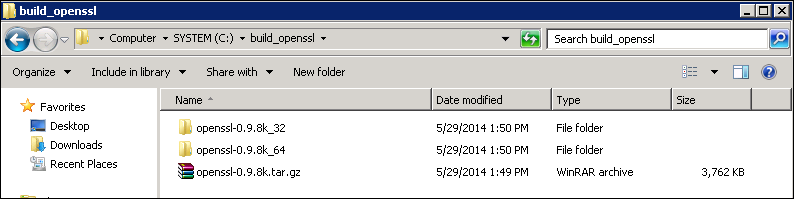 build_openssl
Computer SYSTEM (C:) build_openssl Search build_openssl
Organize Include in library Share with New folder
Favorites
Desktop
Downloads
Recent Places
Name Date modified Type Size
openssl-0.9.8k_32 5/29/2014 1:50 PM File folder
openssl-0.9.8k_64 5/29/2014 1:50 PM File folder
openssl-0.9.8k.tar.gz 5/29/2014 1:49 PM WinRAR archive 3,762 KB